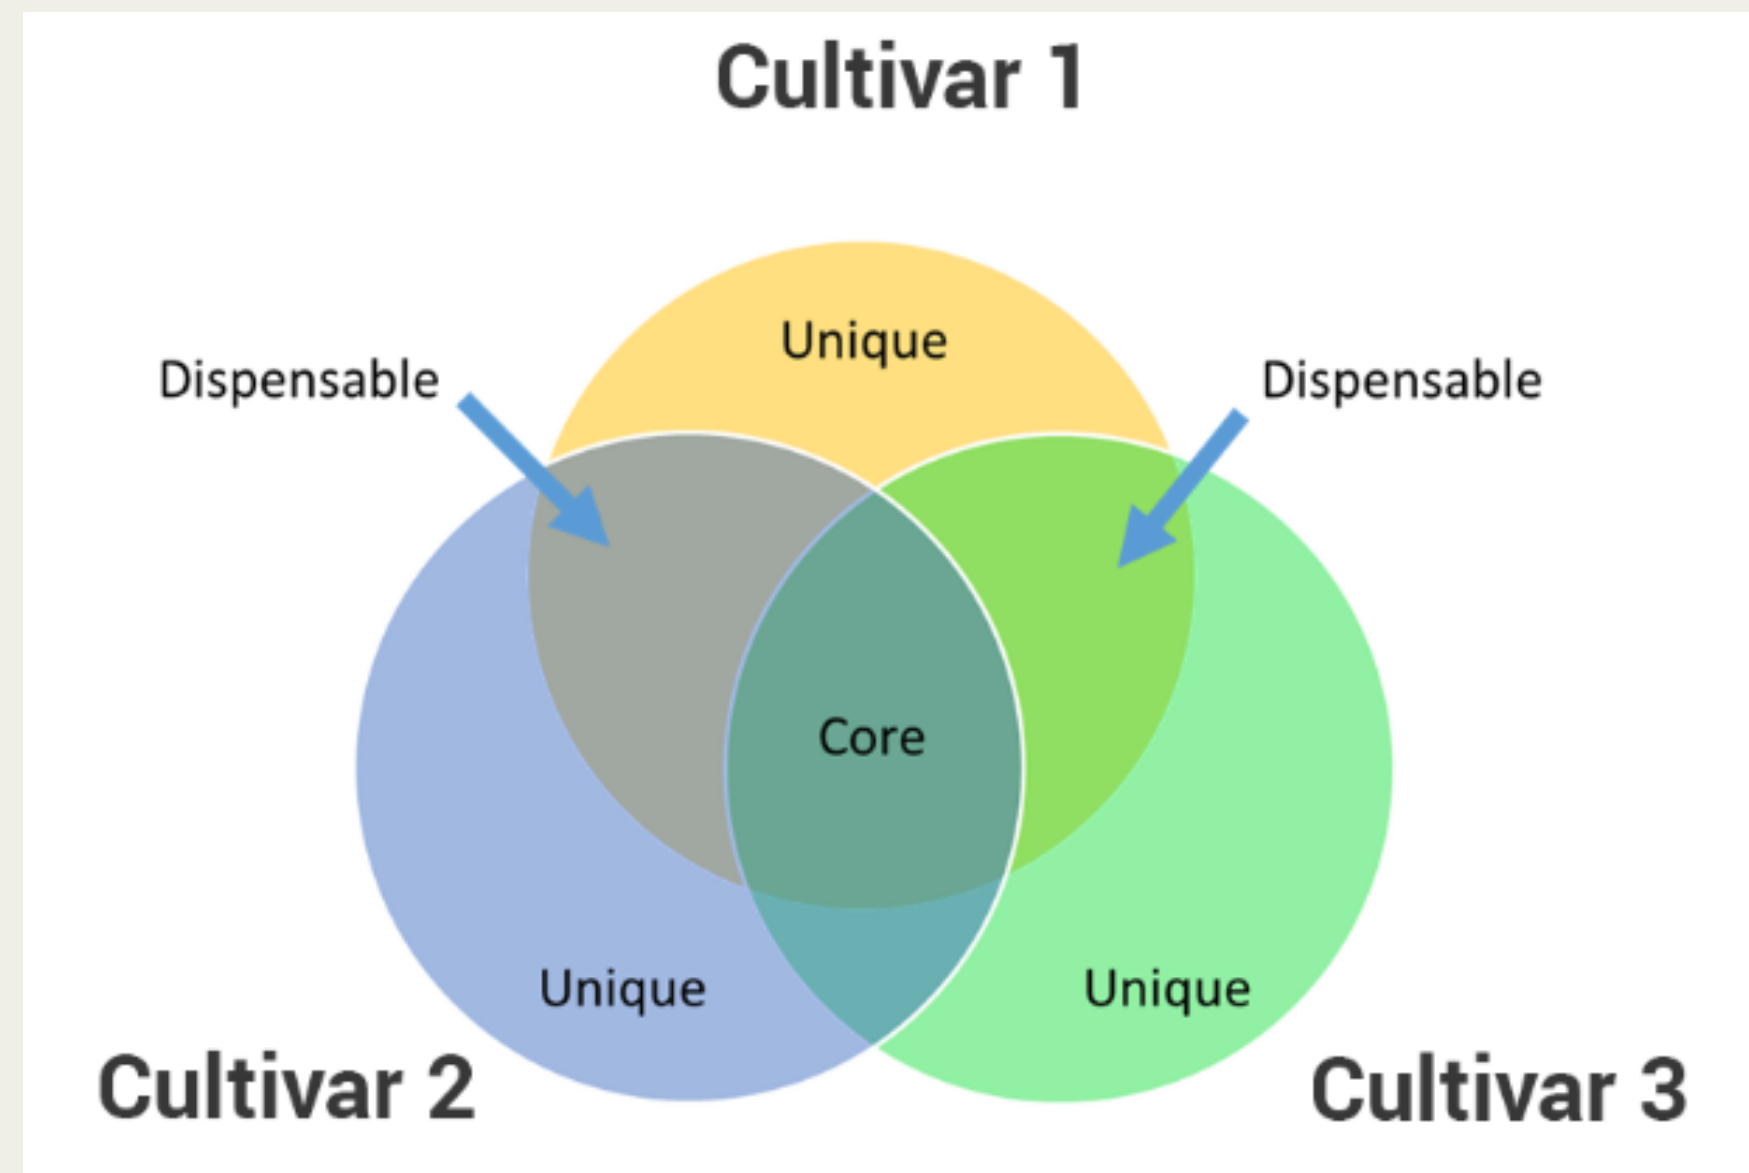 Cultivar 1
Unique
Dispensable
Dispensable
Core
Unique
Unique
Cultivar 2
Cultivar 3